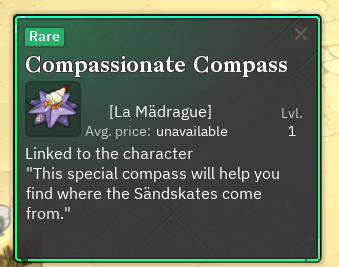 Rare
Compassionate Compass
[La Mädrague]
Lvl.
Avg. price: unavailable
1
Linked to the character
"This special compass will help you
find where the Sändskates come
from."